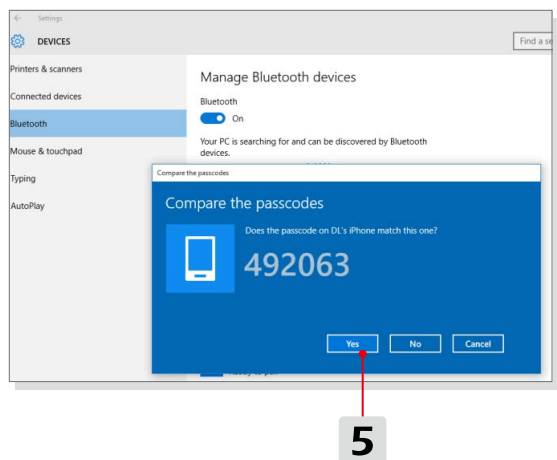 ← Settings
DEVICES
Find a se
Printers & scanners
Connected devices
Bluetooth
Mouse & touchpad
Typing
AutoPlay
Manage Bluetooth devices
Bluetooth
On
Your PC is searching for and can be discovered by Bluetooth
devices.
Compare the passcodes
Compare the passcodes
Does the passcode on DL's iPhone match this one?
492063
Yes No Cancel
5